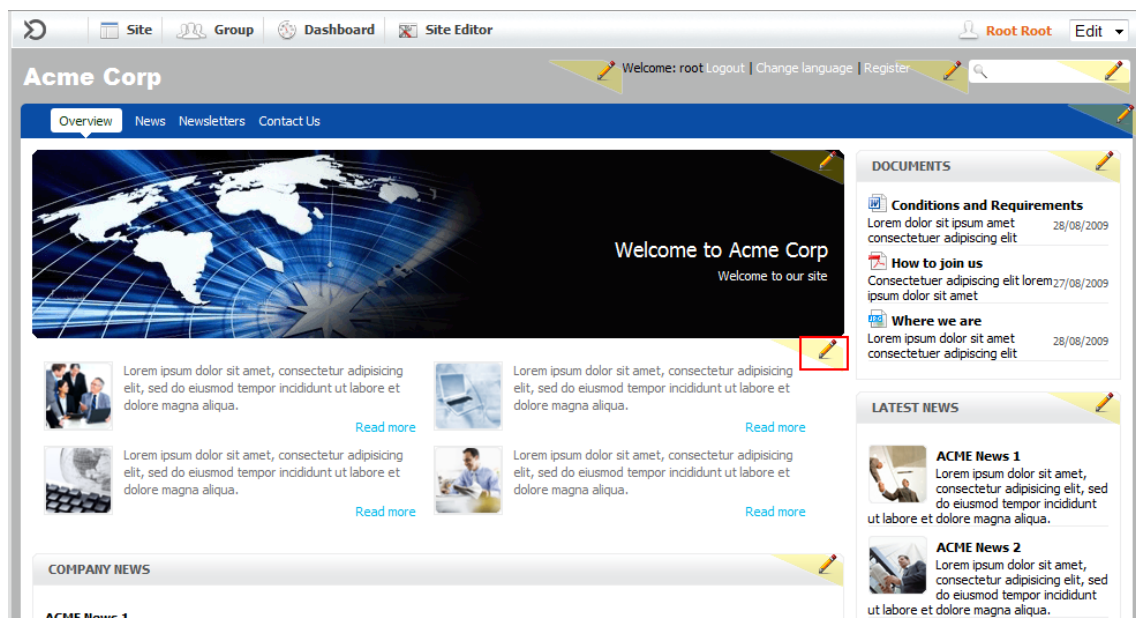 Site Group Dashboard Site Editor Root Root Edit
Acme Corp
Welcome: root Logout | Change language | Register
Overview News Newsletters Contact Us
Welcome to Acme Corp
Welcome to our site
Lorem ipsum dolor sit amet, consectetur adipisicing
elit, sed do eiusmod tempor incididunt ut labore et
dolore magna aliqua.
Read more
Lorem ipsum dolor sit amet, consectetur adipisicing
elit, sed do eiusmod tempor incididunt ut labore et
dolore magna aliqua.
Read more
Lorem ipsum dolor sit amet, consectetur adipisicing
elit, sed do eiusmod tempor incididunt ut labore et
dolore magna aliqua.
Read more
Lorem ipsum dolor sit amet, consectetur adipisicing
elit, sed do eiusmod tempor incididunt ut labore et
dolore magna aliqua.
Read more
COMPANY NEWS
ACME News 1
DOCUMENTS
Conditions and Requirements
Lorem dolor sit ipsum amet 28/08/2009
consectetuer adipiscing elit
How to join us
Consectetuer adipiscing elit lorem 27/08/2009
ipsum dolor sit amet
Where we are
Lorem ipsum dolor sit amet 28/08/2009
consectetuer adipiscing elit
LATEST NEWS
ACME News 1
Lorem ipsum dolor sit amet,
consectetur adipisicing elit, sed
do eiusmod tempor incididunt
ut labore et dolore magna aliqua.
ACME News 2
Lorem ipsum dolor sit amet,
consectetur adipisicing elit, sed
do eiusmod tempor incididunt
ut labore et dolore magna aliqua.